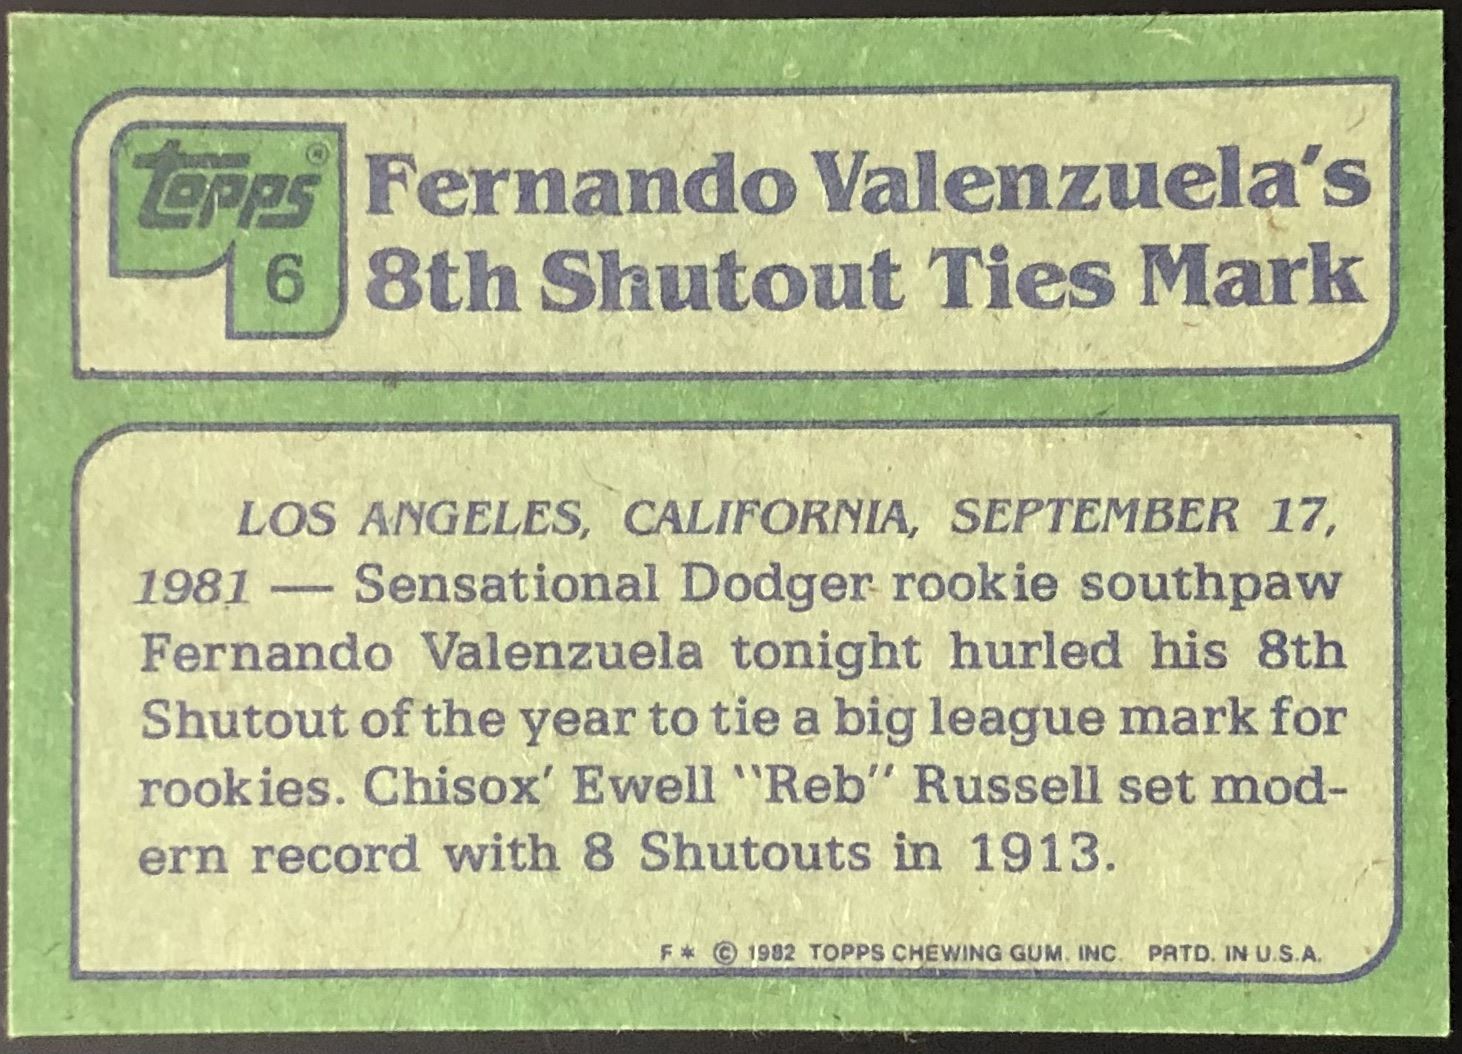 topps®
6
Fernando Valenzuela's
8th Shutout Ties Mark
LOS ANGELES, CALIFORNIA, SEPTEMBER 17,
1981 — Sensational Dodger rookie southpaw
Fernando Valenzuela tonight hurled his 8th
Shutout of the year to tie a big league mark for
rookies. Chisox' Ewell "Reb" Russell set mod-
ern record with 8 Shutouts in 1913.
F * © 1982 TOPPS CHEWING GUM, INC. PRTD. IN U.S.A.